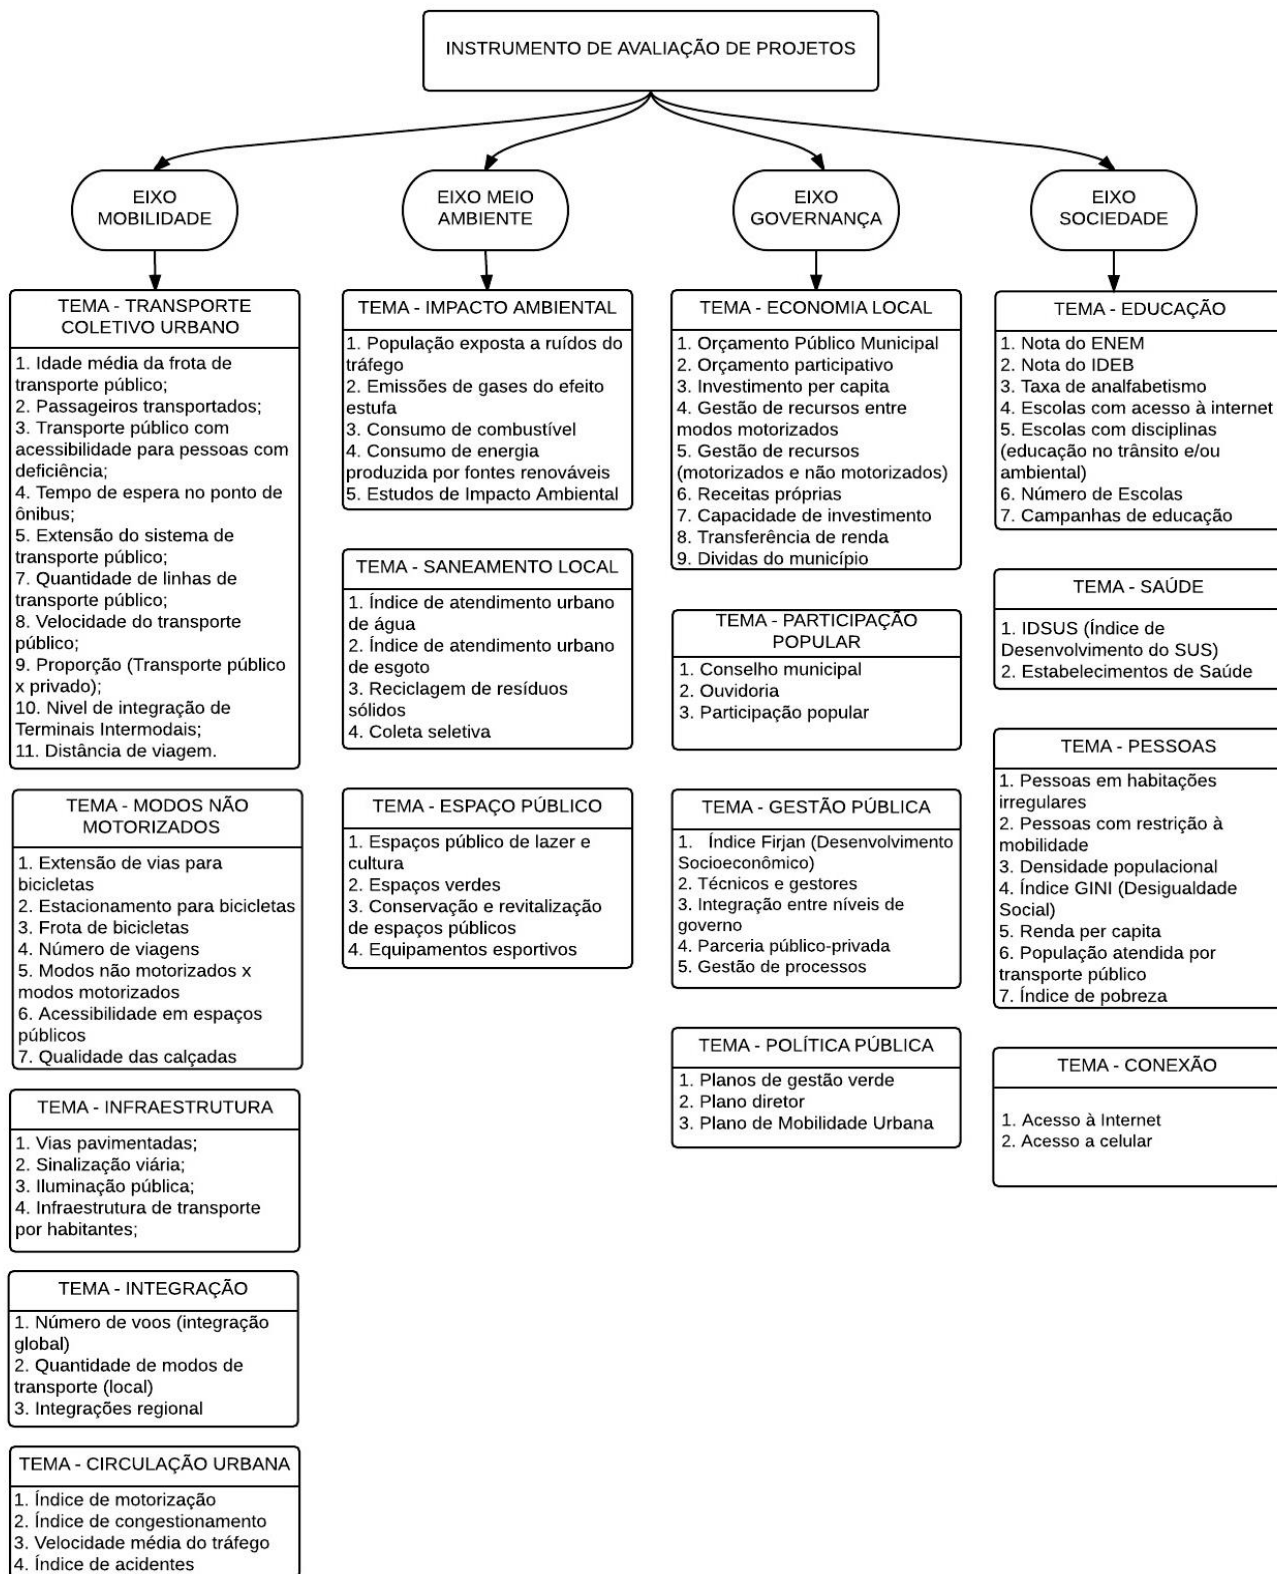 INSTRUMENTO DE AVALIAÇÃO DE PROJETOS
EIXO
MOBILIDADE
EIXO MEIO
AMBIENTE
EIXO
GOVERNANÇA
EIXO
SOCIEDADE
TEMA - TRANSPORTE
COLETIVO URBANO
1. Idade média da frota de
transporte público;
2. Passageiros transportados;
3. Transporte público com
acessibilidade para pessoas com
deficiência;
4. Tempo de espera no ponto de
ônibus;
5. Extensão do sistema de
transporte público;
7. Quantidade de linhas de
transporte público;
8. Velocidade do transporte
público;
9. Proporção (Transporte público
x privado);
10. Nivel de integração de
Terminais Intermodais;
11. Distância de viagem.
TEMA - MODOS NÃO
MOTORIZADOS
1. Extensão de vias para
bicicletas
2. Estacionamento para bicicletas
3. Frota de bicicletas
4. Número de viagens
5. Modos não motorizados x
modos motorizados
6. Acessibilidade em espaços
públicos
7. Qualidade das calçadas
TEMA - INFRAESTRUTURA
1. Vias pavimentadas;
2. Sinalização viária;
3. Iluminação pública;
4. Infraestrutura de transporte
por habitantes;
TEMA - INTEGRAÇÃO
1. Número de voos (integração
global)
2. Quantidade de modos de
transporte (local)
3. Integrações regional
TEMA - CIRCULAÇÃO URBANA
1. Índice de motorização
2. Índice de congestionamento
3. Velocidade média do tráfego
4. Índice de acidentes
TEMA - IMPACTO AMBIENTAL
1. População exposta a ruídos do
tráfego
2. Emissões de gases do efeito
estufa
3. Consumo de combustível
4. Consumo de energia
produzida por fontes renováveis
5. Estudos de Impacto Ambiental
TEMA - SANEAMENTO LOCAL
1. Índice de atendimento urbano
de água
2. Índice de atendimento urbano
de esgoto
3. Reciclagem de resíduos
sólidos
4. Coleta seletiva
TEMA - ESPAÇO PÚBLICO
1. Espaços público de lazer e
cultura
2. Espaços verdes
3. Conservação e revitalização
de espaços públicos
4. Equipamentos esportivos
TEMA - ECONOMIA LOCAL
1. Orçamento Público Municipal
2. Orçamento participativo
3. Investimento per capita
4. Gestão de recursos entre
modos motorizados
5. Gestão de recursos
(motorizados e não motorizados)
6. Receitas próprias
7. Capacidade de investimento
8. Transferência de renda
9. Dividas do município
TEMA - PARTICIPAÇÃO
POPULAR
1. Conselho municipal
2. Ouvidoria
3. Participação popular
TEMA - GESTÃO PÚBLICA
1. Índice Firjan (Desenvolvimento
Socioeconômico)
2. Técnicos e gestores
3. Integração entre níveis de
governo
4. Parceria público-privada
5. Gestão de processos
TEMA - POLÍTICA PÚBLICA
1. Planos de gestão verde
2. Plano diretor
3. Plano de Mobilidade Urbana
TEMA - EDUCAÇÃO
1. Nota do ENEM
2. Nota do IDEB
3. Taxa de analfabetismo
4. Escolas com acesso à internet
5. Escolas com disciplinas
(educação no trânsito e/ou
ambiental)
6. Número de Escolas
7. Campanhas de educação
TEMA - SAÚDE
1. IDSUS (Índice de
Desenvolvimento do SUS)
2. Estabelecimentos de Saúde
TEMA - PESSOAS
1. Pessoas em habitações
irregulares
2. Pessoas com restrição à
mobilidade
3. Densidade populacional
4. Índice GINI (Desigualdade
Social)
5. Renda per capita
6. População atendida por
transporte público
7. Índice de pobreza
TEMA - CONEXÃO
1. Acesso à Internet
2. Acesso a celular